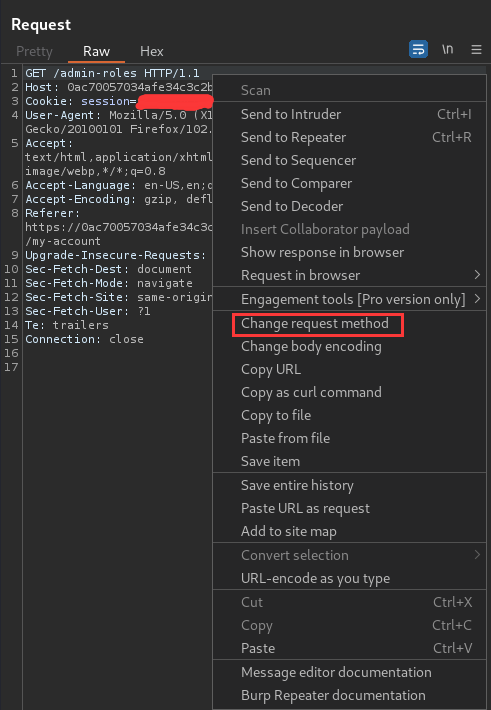 Request
Pretty Raw Hex \n
1 GET /admin-roles HTTP/1.1
2 Host: 0ac70057034afe34c3c2b
3 Cookie: session=
4 User-Agent: Mozilla/5.0 (X1
Gecko/20100101 Firefox/102.
5 Accept:
text/html,application/xhtml
image/webp,*/*;q=0.8
6 Accept-Language: en-US,en;q
7 Accept-Encoding: gzip, defl
8 Referer:
https://0ac70057034afe34c3c
/my-account
9 Upgrade-Insecure-Requests:
10 Sec-Fetch-Dest: document
11 Sec-Fetch-Mode: navigate
12 Sec-Fetch-Site: same-origin
13 Sec-Fetch-User: ?1
14 Te: trailers
15 Connection: close
16
17
Scan
Send to Intruder Ctrl+I
Send to Repeater Ctrl+R
Send to Sequencer
Send to Comparer
Send to Decoder
Insert Collaborator payload
Show response in browser
Request in browser >
Engagement tools [Pro version only] >
Change request method
Change body encoding
Copy URL
Copy as curl command
Copy to file
Paste from file
Save item
Save entire history
Paste URL as request
Add to site map
Convert selection >
URL-encode as you type
Cut Ctrl+X
Copy Ctrl+C
Paste Ctrl+V
Message editor documentation
Burp Repeater documentation